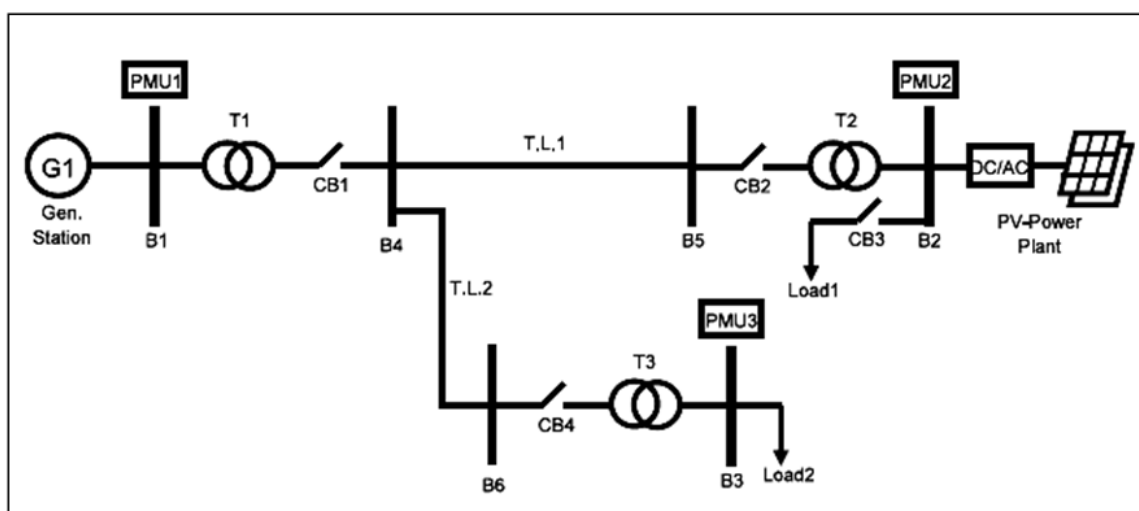 PMU1
PMU2
T1
T,L,1
T2
G1
DC/AC
CB1
CB2
Gen.
Station
B1
B4
B5
CB3
B2
PV-Power
Plant
Load1
T.L.2
PMU3
T3
CB4
B6
B3
Load2